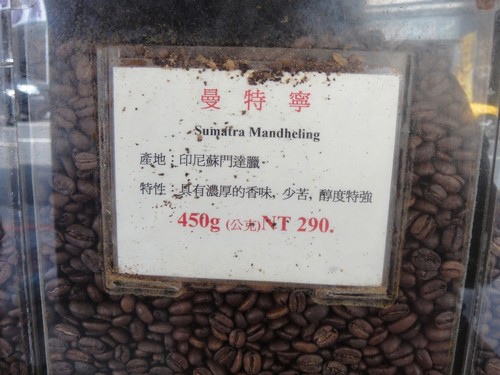 曼特寧
Sumatra Mandheling
產地：印尼蘇門達臘
特性：具有濃厚的香味, 少苦, 醇度特強
450g (公克)NT 290.